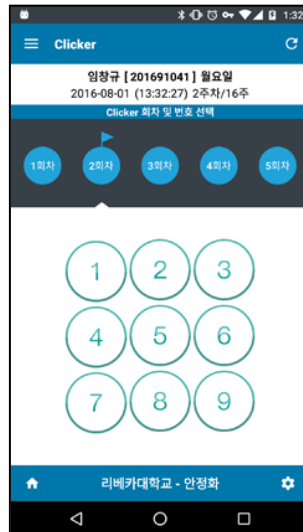 1:32
Clicker
임창규 [ 201691041 ] 월요일
2016-08-01 (13:32:27) 2주차/16주
Clicker 회차 및 번호 선택
1회차 2회차 3회차 4회차 5회차
1 2 3
4 5 6
7 8 9
리베카대학교 - 안정화